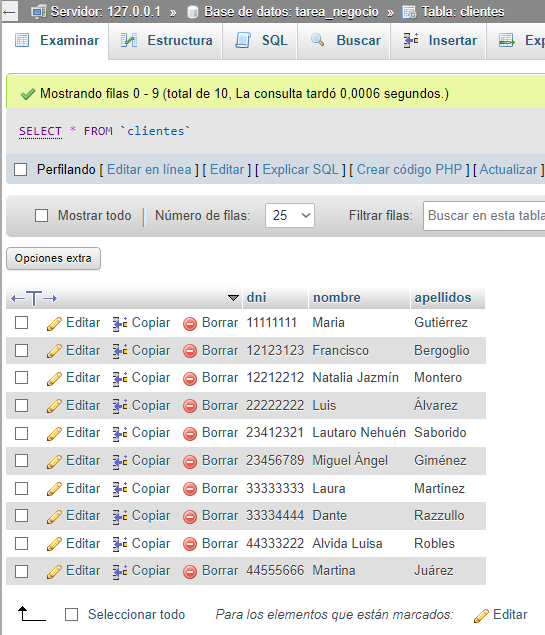 Servidor: 127.0.0.1 » Base de datos: tarea_negocio » Tabla: clientes
Examinar Estructura SQL Buscar Insertar Exp
Mostrando filas 0 - 9 (total de 10, La consulta tardó 0,0006 segundos.)
SELECT * FROM `clientes`
Perfilando [ Editar en línea ] [ Editar ] [ Explicar SQL ] [ Crear código PHP ] [ Actualizar ]
Mostrar todo Número de filas: 25 Filtrar filas: Buscar en esta tabla
Opciones extra
←T→ dni nombre apellidos
Editar Copiar Borrar 11111111 Maria Gutiérrez
Editar Copiar Borrar 12123123 Francisco Bergoglio
Editar Copiar Borrar 12212212 Natalia Jazmín Montero
Editar Copiar Borrar 22222222 Luis Álvarez
Editar Copiar Borrar 23412321 Lautaro Nehuén Saborido
Editar Copiar Borrar 23456789 Miguel Ángel Giménez
Editar Copiar Borrar 33333333 Laura Martínez
Editar Copiar Borrar 33334444 Dante Razzullo
Editar Copiar Borrar 44333222 Alvida Luisa Robles
Editar Copiar Borrar 44555666 Martina Juárez
Seleccionar todo Para los elementos que están marcados: Editar